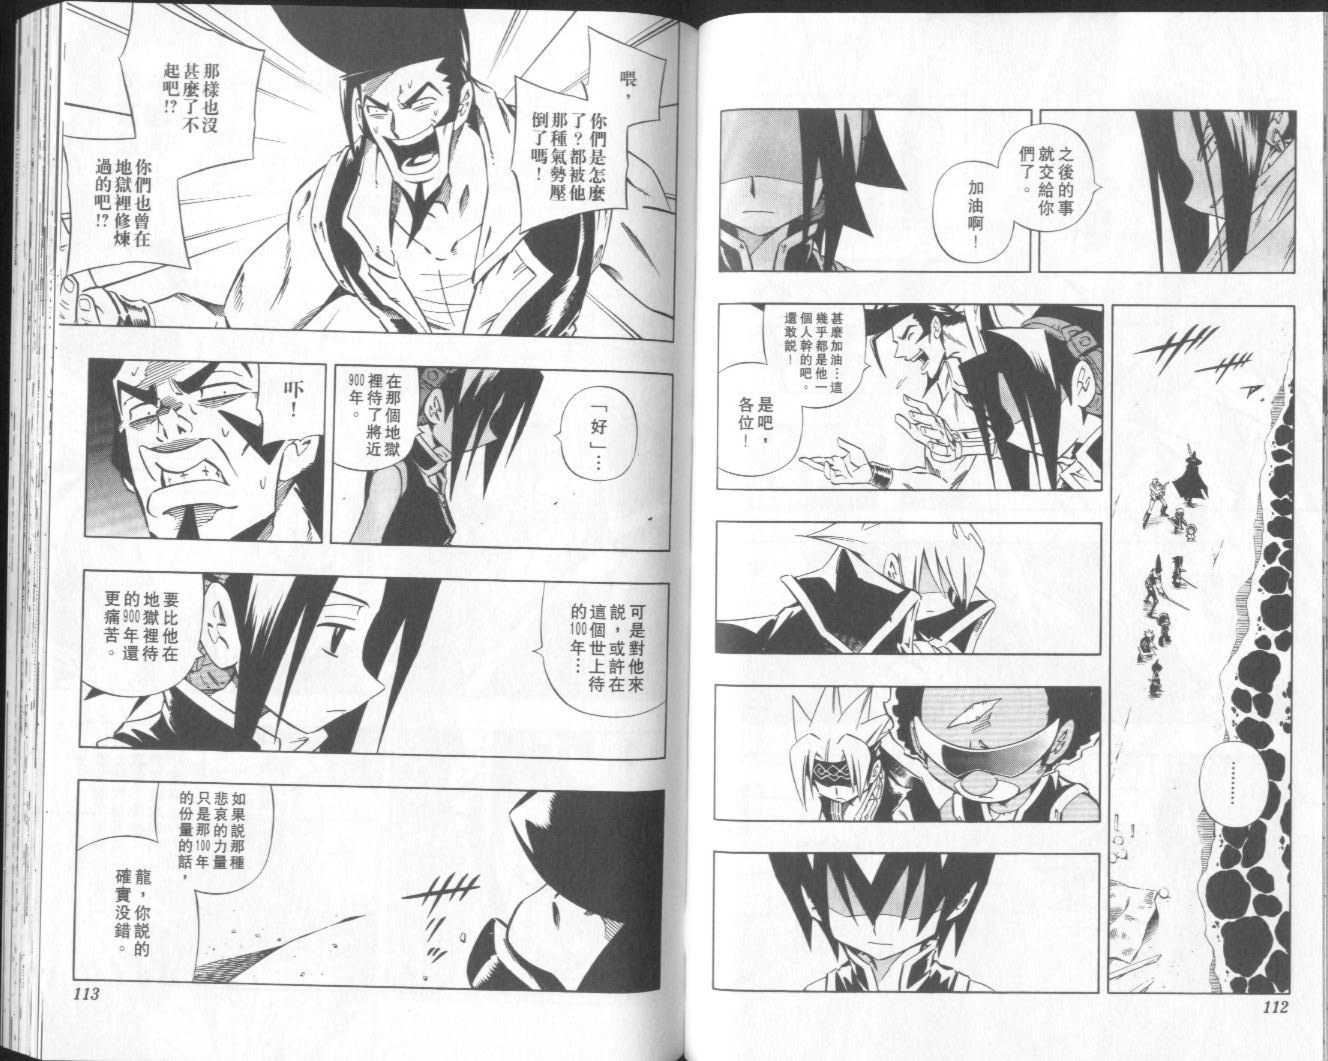 之後的事
就交給你
們了。
加油啊！
…………
甚麼加油…這
幾乎都是他一
個人幹的吧。
還敢說！
是吧，
各位！
112
喂，
你們是怎麼
了？都被他
那種氣勢壓
倒了嗎！
那樣也沒
甚麼了不
起吧!?
你們也曾在
地獄裡修煉
過的吧!?
「好」…
在那個地獄
裡待了將近
900年。
吓！
可是對他來
說，或許在
這個世上待
的100年…
要比他在
地獄裡待
的900年還
更痛苦。
如果說那種
悲哀的力量
只是那100年
的份量的話，
龍，你說的
確實没錯。
113